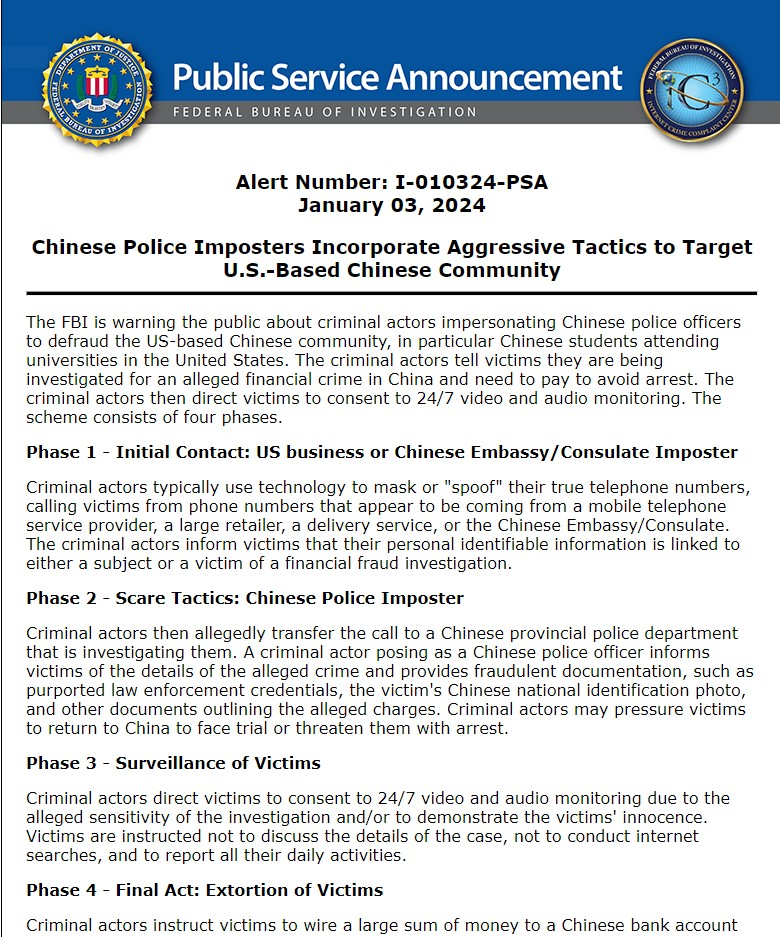 Public Service Announcement
FEDERAL BUREAU OF INVESTIGATION
DEPARTMENT OF JUSTICE
FEDERAL BUREAU OF INVESTIGATION
FEDERAL BUREAU OF INVESTIGATION
iC3
INTERNET CRIME COMPLAINT CENTER
Alert Number: I-010324-PSA
January 03, 2024
Chinese Police Imposters Incorporate Aggressive Tactics to Target
U.S.-Based Chinese Community
The FBI is warning the public about criminal actors impersonating Chinese police officers
to defraud the US-based Chinese community, in particular Chinese students attending
universities in the United States. The criminal actors tell victims they are being
investigated for an alleged financial crime in China and need to pay to avoid arrest. The
criminal actors then direct victims to consent to 24/7 video and audio monitoring. The
scheme consists of four phases.
Phase 1 - Initial Contact: US business or Chinese Embassy/Consulate Imposter
Criminal actors typically use technology to mask or "spoof" their true telephone numbers,
calling victims from phone numbers that appear to be coming from a mobile telephone
service provider, a large retailer, a delivery service, or the Chinese Embassy/Consulate.
The criminal actors inform victims that their personal identifiable information is linked to
either a subject or a victim of a financial fraud investigation.
Phase 2 - Scare Tactics: Chinese Police Imposter
Criminal actors then allegedly transfer the call to a Chinese provincial police department
that is investigating them. A criminal actor posing as a Chinese police officer informs
victims of the details of the alleged crime and provides fraudulent documentation, such as
purported law enforcement credentials, the victim's Chinese national identification photo,
and other documents outlining the alleged charges. Criminal actors may pressure victims
to return to China to face trial or threaten them with arrest.
Phase 3 - Surveillance of Victims
Criminal actors direct victims to consent to 24/7 video and audio monitoring due to the
alleged sensitivity of the investigation and/or to demonstrate the victims' innocence.
Victims are instructed not to discuss the details of the case, not to conduct internet
searches, and to report all their daily activities.
Phase 4 - Final Act: Extortion of Victims
Criminal actors instruct victims to wire a large sum of money to a Chinese bank account